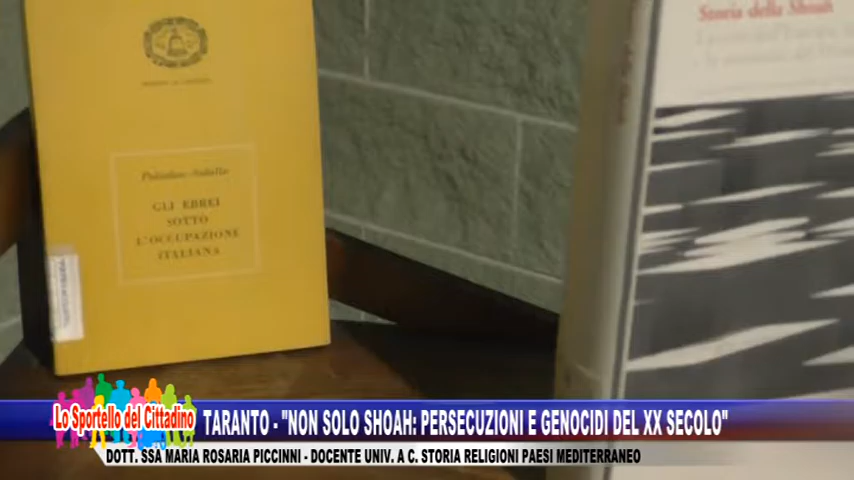 Storia della Shoah
Poliakov-Sabille
GLI EBREI
SOTTO
L'OCCUPAZIONE
ITALIANA
Lo Sportello del Cittadino
TARANTO - "NON SOLO SHOAH: PERSECUZIONI E GENOCIDI DEL XX SECOLO"
DOTT. SSA MARIA ROSARIA PICCINNI - DOCENTE UNIV. A C. STORIA RELIGIONI PAESI MEDITERRANEO